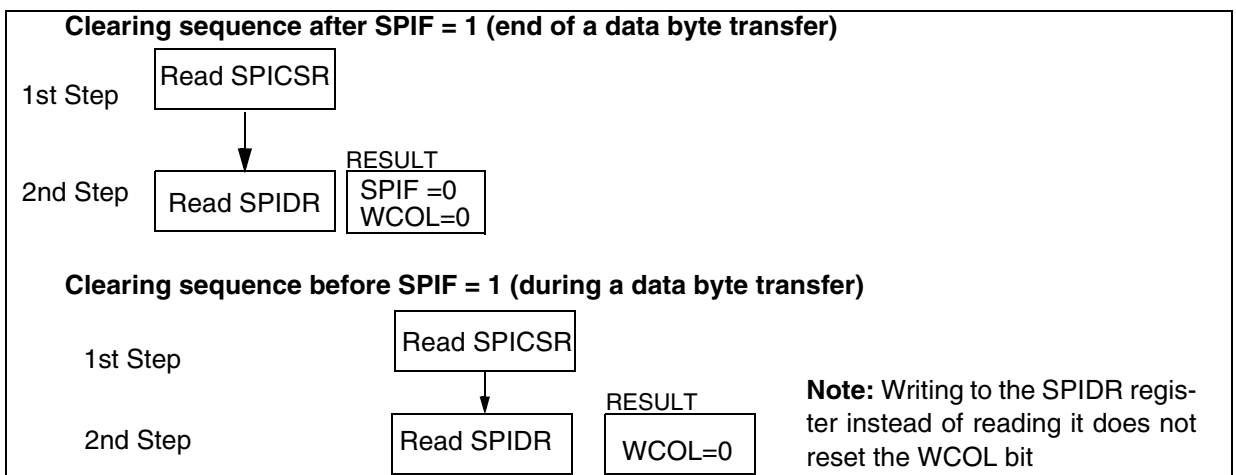 Clearing sequence after SPIF = 1 (end of a data byte transfer)
1st Step
Read SPICSR
2nd Step
Read SPIDR
RESULT
SPIF =0
WCOL=0
Clearing sequence before SPIF = 1 (during a data byte transfer)
1st Step
Read SPICSR
2nd Step
Read SPIDR
RESULT
WCOL=0
Note: Writing to the SPIDR regis-
ter instead of reading it does not
reset the WCOL bit